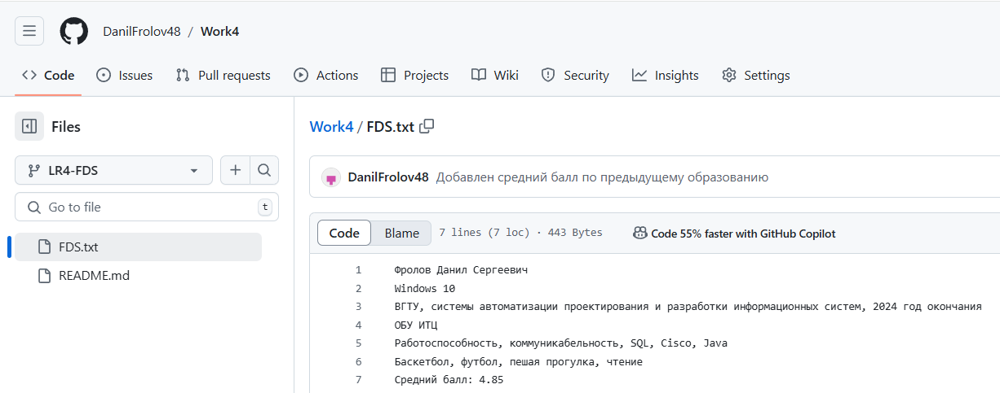 DanilFrolov48 / Work4
Code Issues Pull requests Actions Projects Wiki Security Insights Settings
Files
LR4-FDS
Go to file t
FDS.txt
README.md
Work4 / FDS.txt
DanilFrolov48 Добавлен средний балл по предыдущему образованию
Code Blame 7 lines (7 loc) · 443 Bytes Code 55% faster with GitHub Copilot
1 Фролов Данил Сергеевич
2 Windows 10
3 ВГТУ, системы автоматизации проектирования и разработки информационных систем, 2024 год окончания
4 ОБУ ИТЦ
5 Работоспособность, коммуникабельность, SQL, Cisco, Java
6 Баскетбол, футбол, пешая прогулка, чтение
7 Средний балл: 4.85